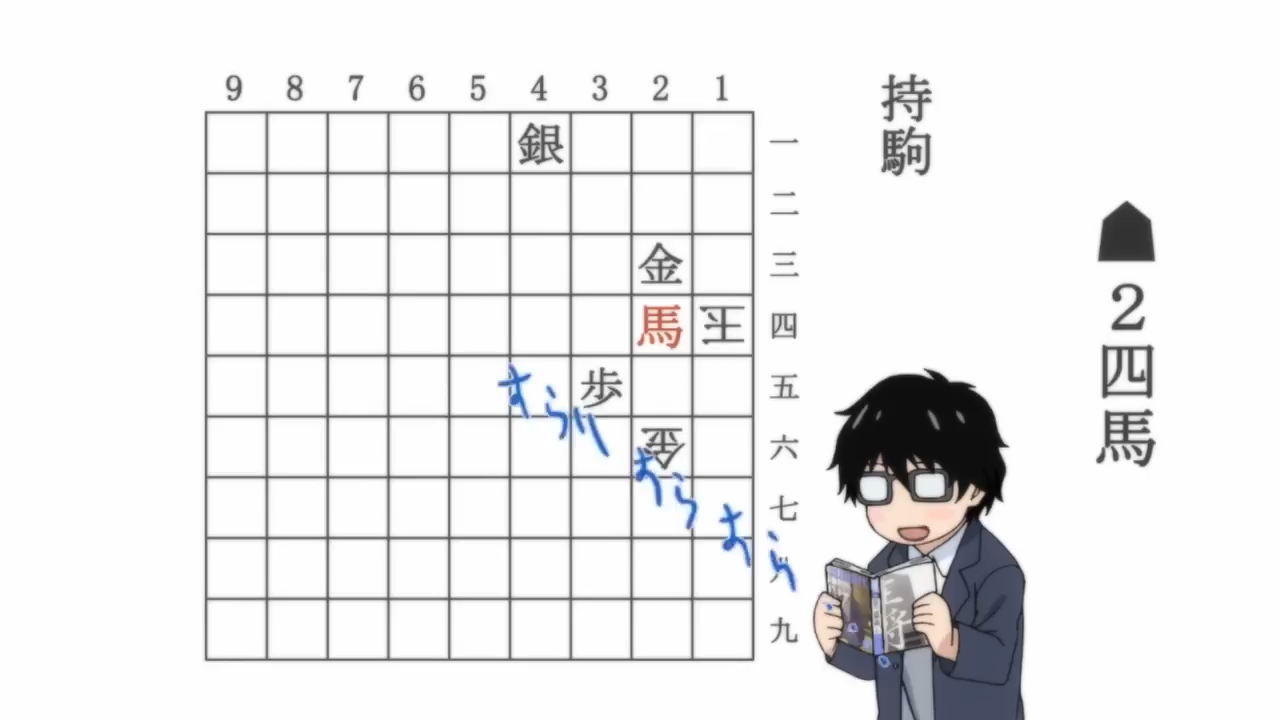 持駒
☗2四馬
9 8 7 6 5 4 3 2 1
銀 一
二
金 三
馬 王 四
歩 五
金 六
七
八
九
すらり
すら
すら
王将